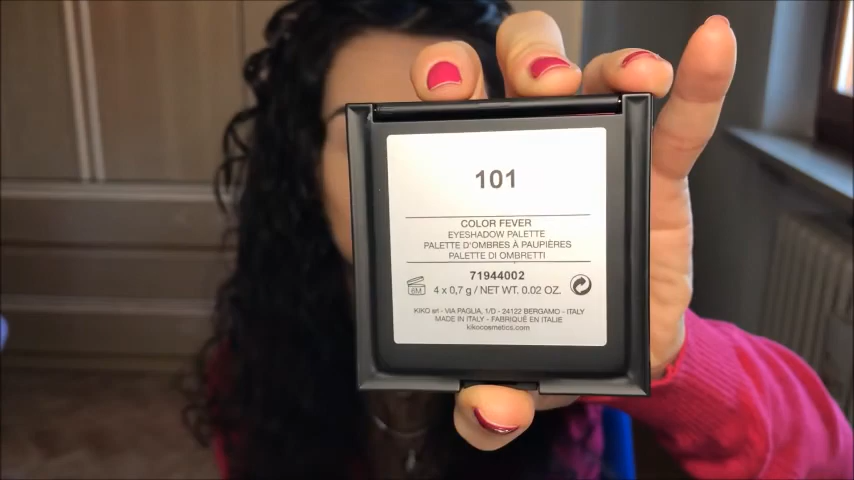 101
COLOR FEVER
EYESHADOW PALETTE
PALETTE D'OMBRES À PAUPIÈRES
PALETTE DI OMBRETTI
71944002
6M 4 x 0,7 g / NET WT. 0.02 OZ.
KIKO srl - VIA PAGLIA, 1/D - 24122 BERGAMO - ITALY
MADE IN ITALY - FABRIQUÉ EN ITALIE
kikocosmetics.com